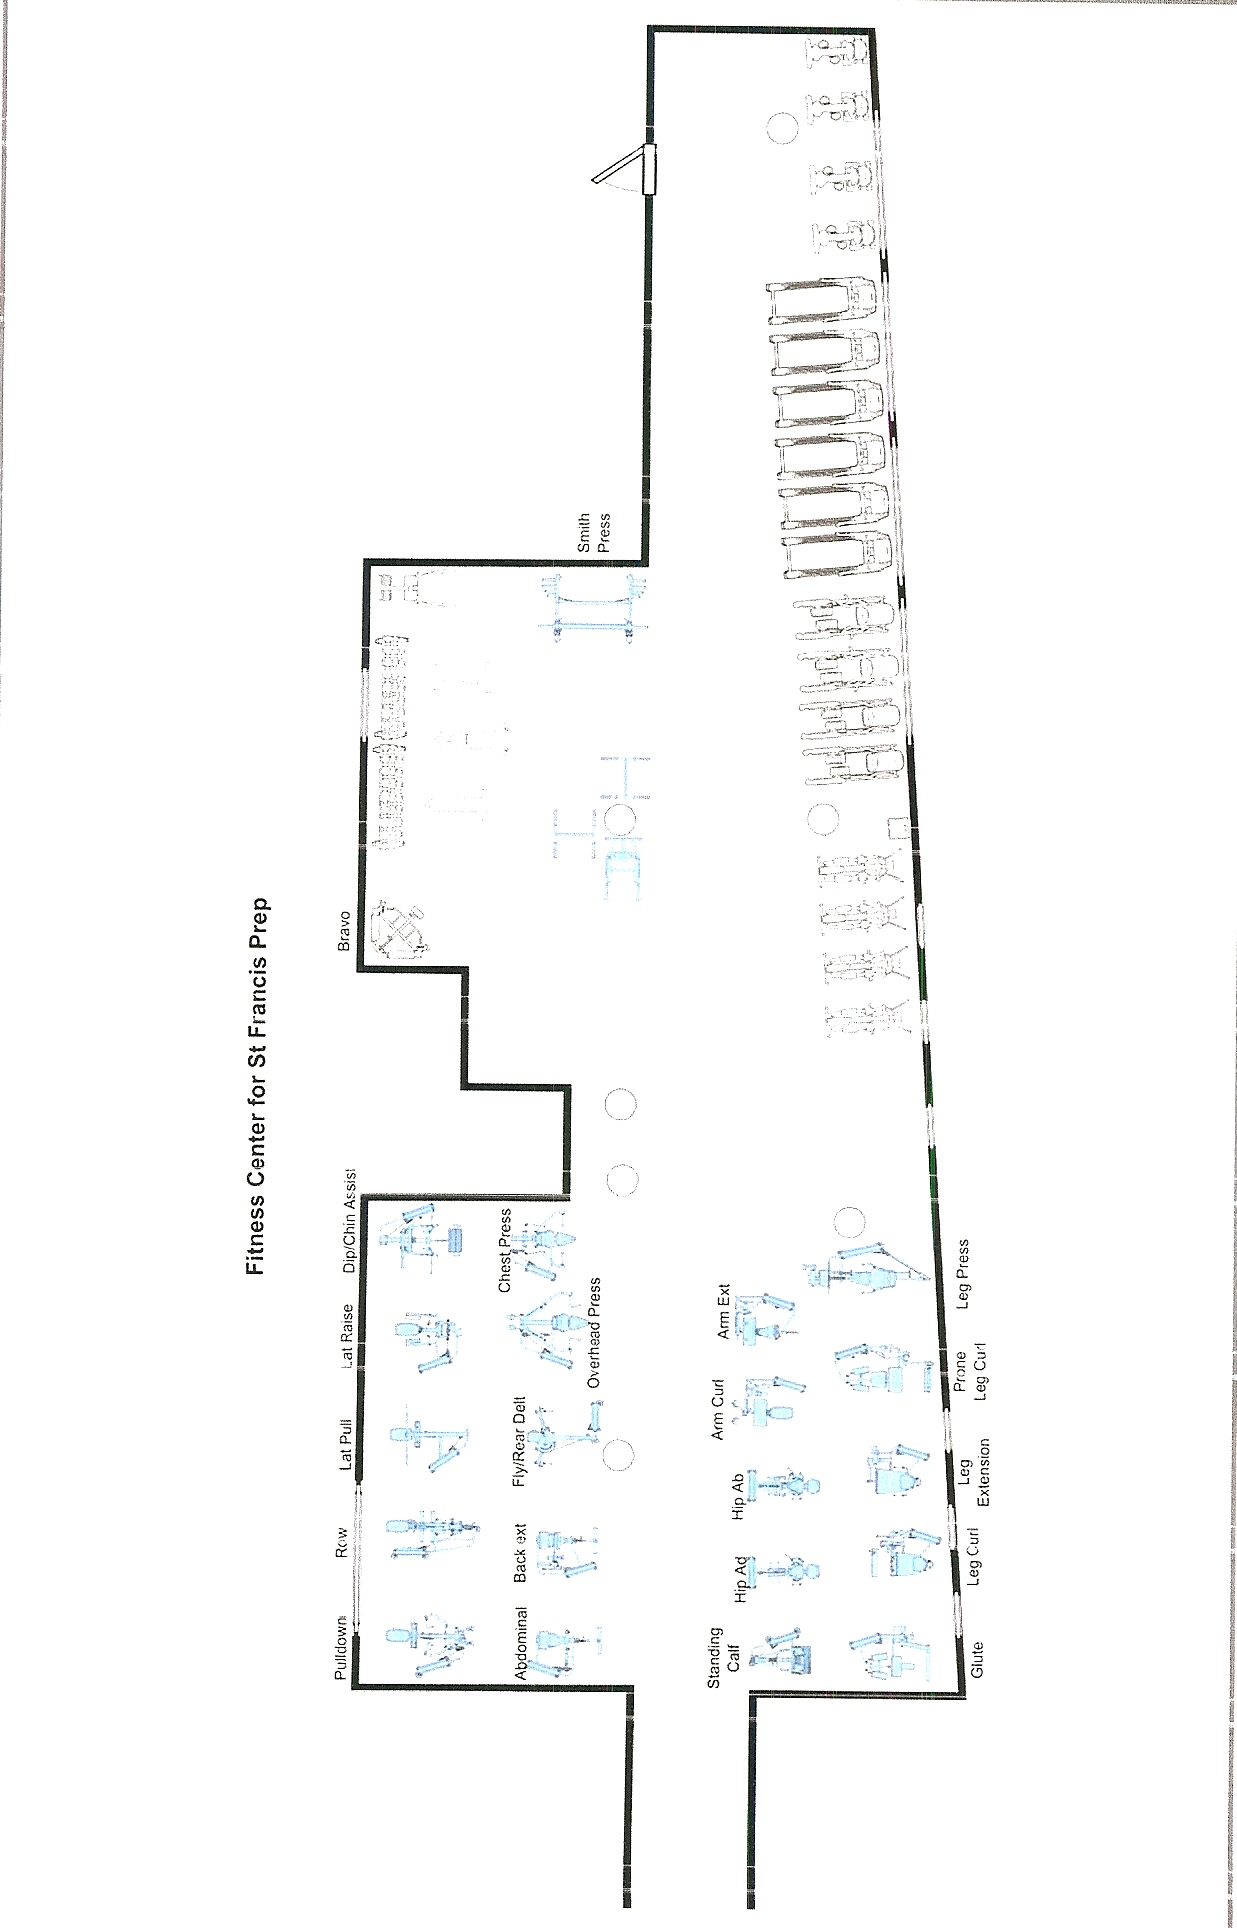 Fitness Center for St Francis Prep
Pulldown
Row
Lat Pull
Lat Raise
Dip/Chin Assist
Bravo
Abdominal
Back ext
Fly/Rear Delt
Overhead Press
Chest Press
Smith
Press
Standing
Calf
Hip Ad
Hip Ab
Arm Curl
Arm Ext
Glute
Leg Curl
Leg
Extension
Prone
Leg Curl
Leg Press